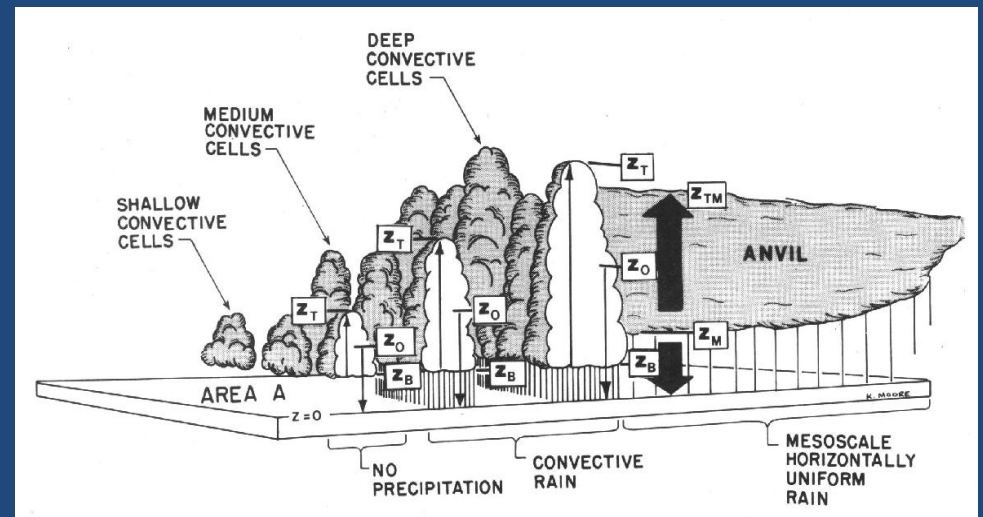 DEEP
CONVECTIVE
CELLS
MEDIUM
CONVECTIVE
CELLS
SHALLOW
CONVECTIVE
CELLS
ZT
ZTM
ZT
ANVIL
ZO
ZT
ZO
ZM
ZO
ZB
ZB
ZB
AREA A
K. MOORE
Z=0
NO
PRECIPITATION
CONVECTIVE
RAIN
MESOSCALE
HORIZONTALLY
UNIFORM
RAIN